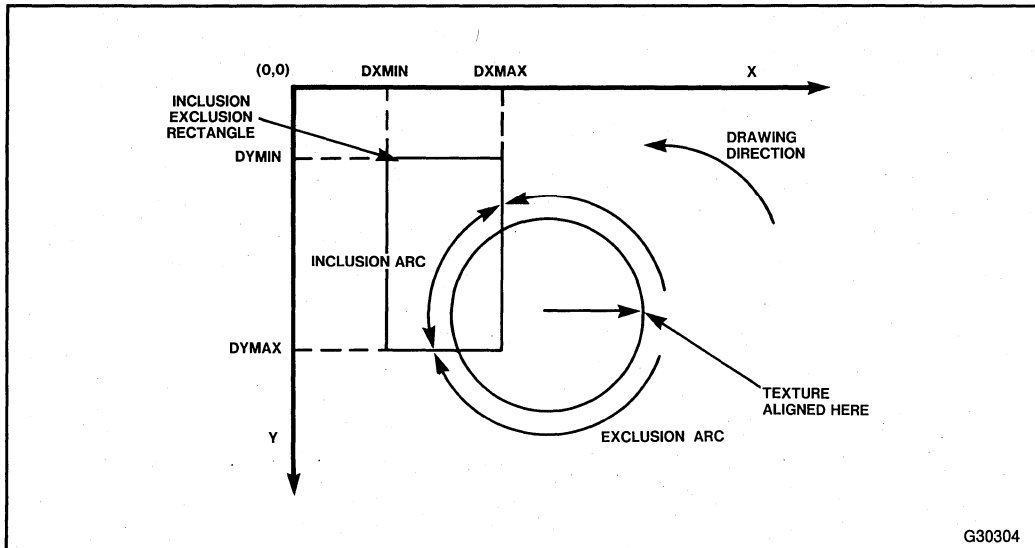 (0,0)
DXMIN
DXMAX
X
INCLUSION
EXCLUSION
RECTANGLE
DYMIN
DRAWING
DIRECTION
INCLUSION ARC
DYMAX
TEXTURE
ALIGNED HERE
Y
EXCLUSION ARC
G30304